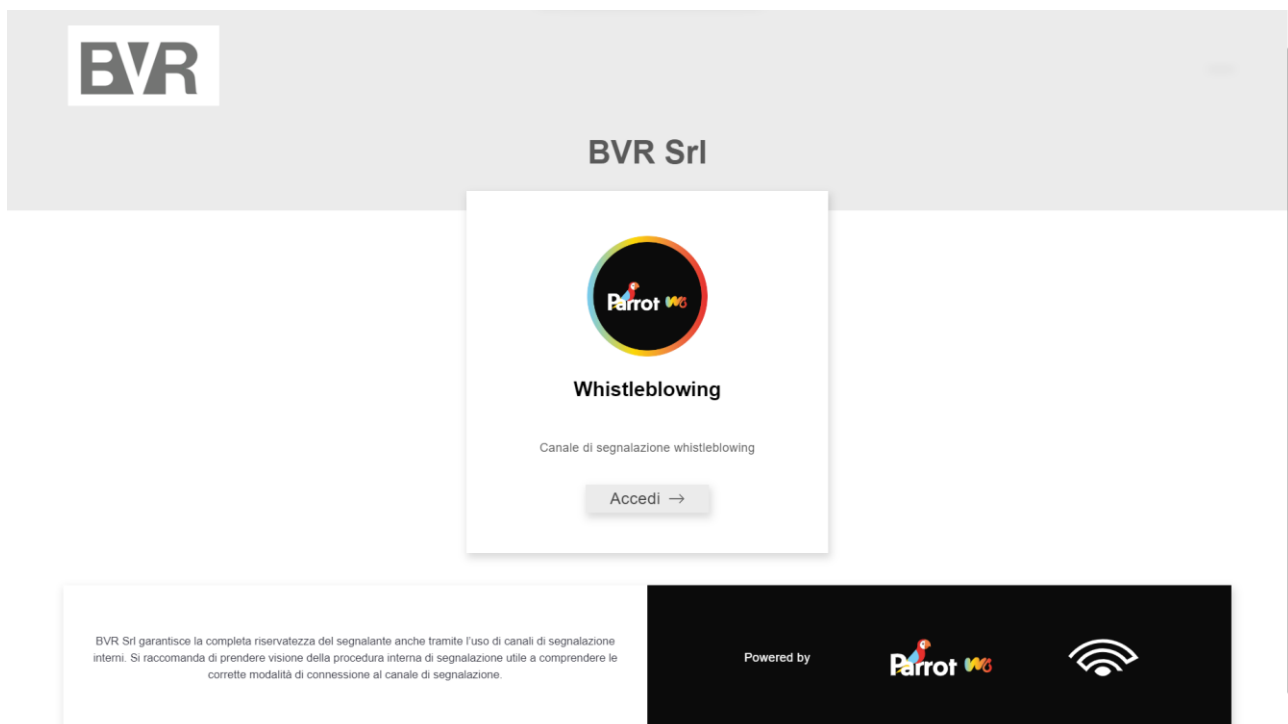 BVR
BVR Srl
Parrot WB
Whistleblowing
Canale di segnalazione whistleblowing
Accedi →
BVR Srl garantisce la completa riservatezza del segnalante anche tramite l'uso di canali di segnalazione
interni. Si raccomanda di prendere visione della procedura interna di segnalazione utile a comprendere le
corrette modalità di connessione al canale di segnalazione.
Powered by
Parrot WB